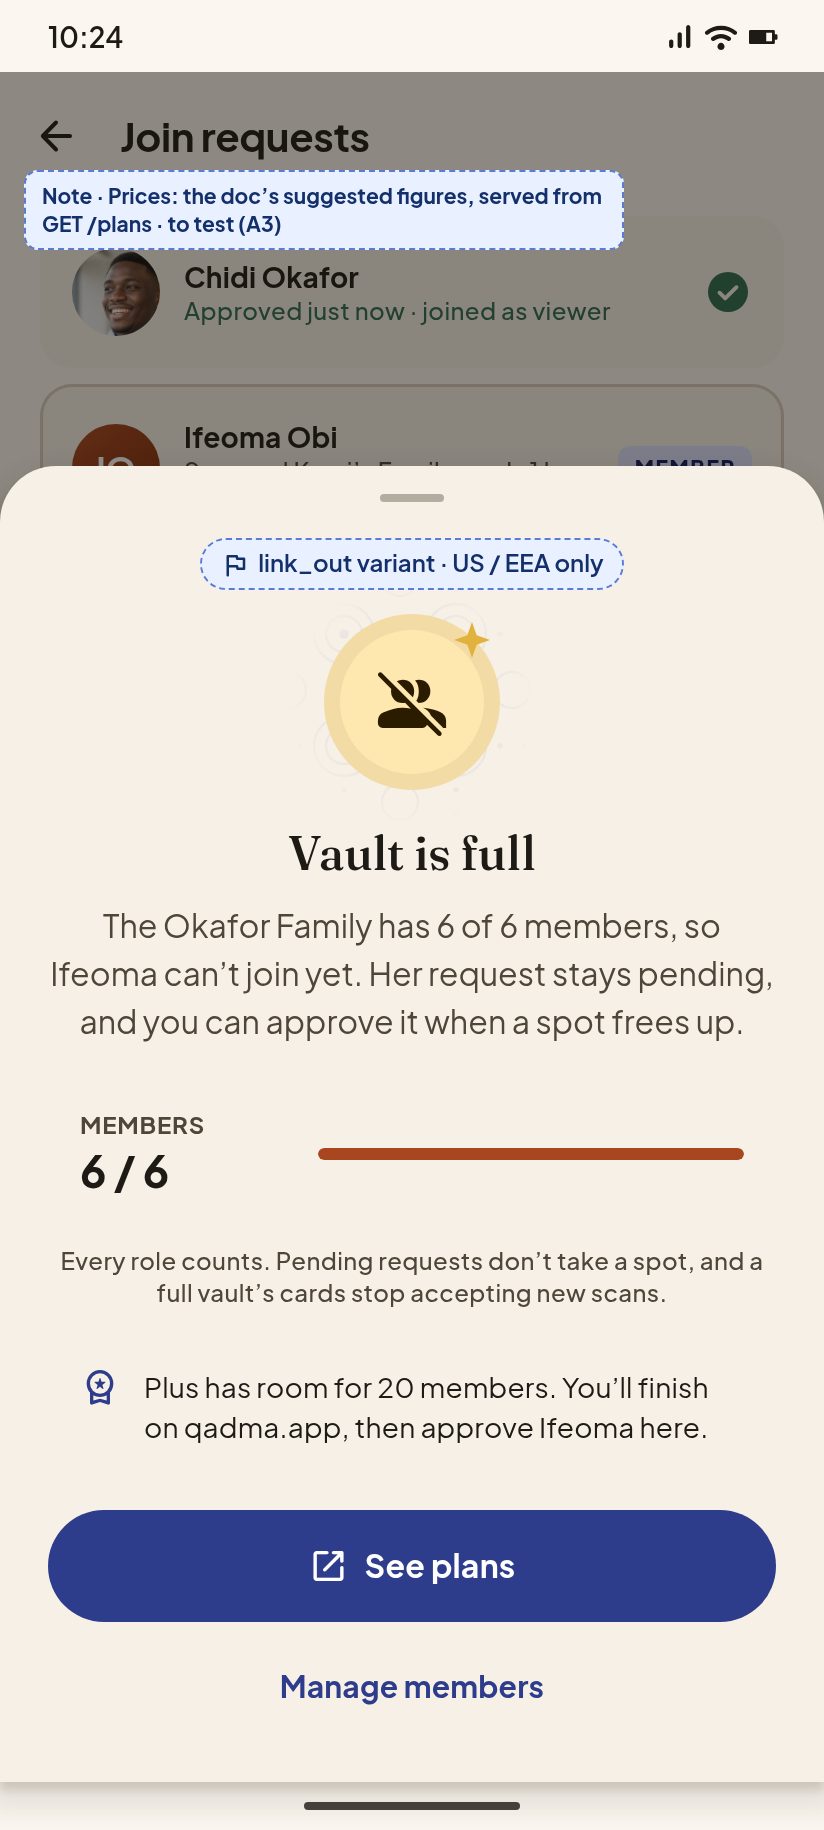 10:24
Join requests
Note · Prices: the doc’s suggested figures, served from
GET /plans · to test (A3)
Chidi Okafor
Approved just now · joined as viewer
Ifeoma Obi
MEMBER
link_out variant · US / EEA only
Vault is full
The Okafor Family has 6 of 6 members, so
Ifeoma can’t join yet. Her request stays pending,
and you can approve it when a spot frees up.
MEMBERS
6 / 6
Every role counts. Pending requests don’t take a spot, and a
full vault’s cards stop accepting new scans.
Plus has room for 20 members. You’ll finish
on qadma.app, then approve Ifeoma here.
See plans
Manage members